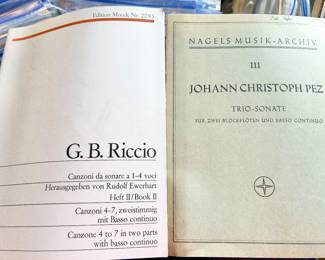 Edition Moeck Nr. 2093
G. B. Riccio
Canzoni da sonare a 1-4 voci
Herausgegeben von Rudolf Ewerhart
Heft II/Book II
Canzoni 4-7, zweistimmig
mit Basso continuo
Canzone 4 to 7 in two parts
with basso continuo
NAGELS MUSIK-ARCHIV
111
JOHANN CHRISTOPH PEZ
TRIO-SONATE
FÜR ZWEI BLOCKFLÖTEN UND BASSO CONTINUO